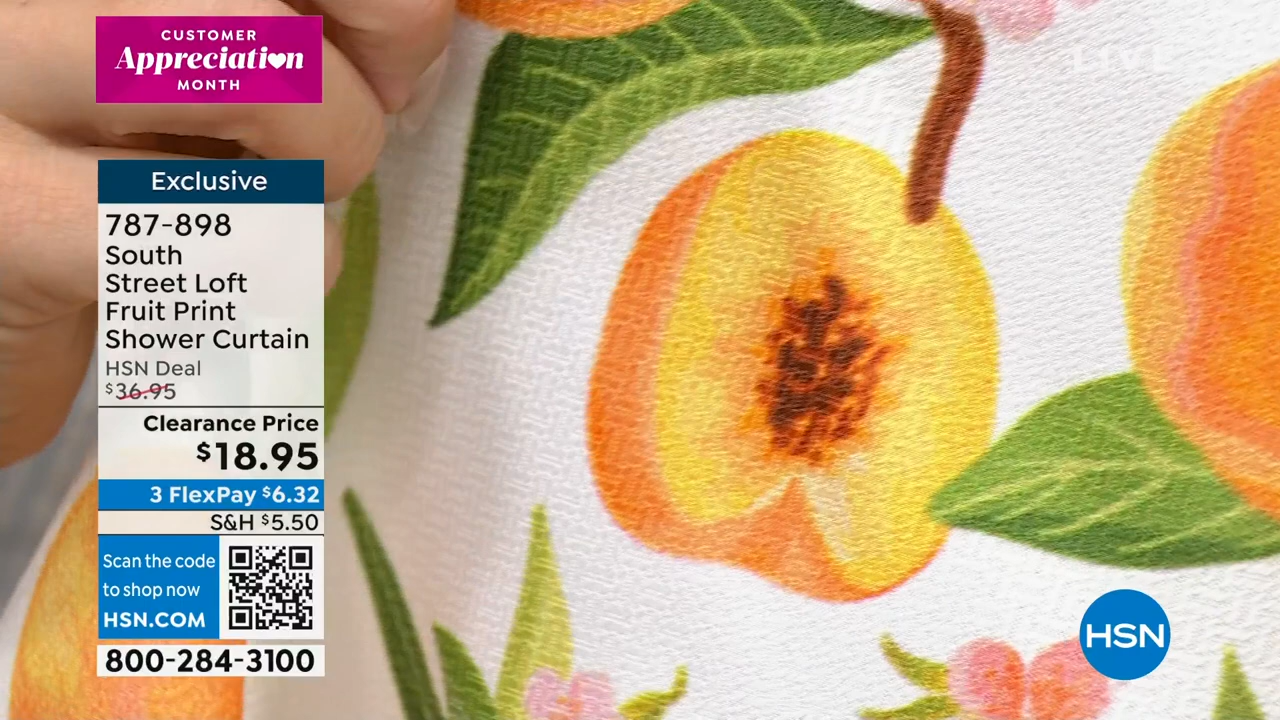 CUSTOMER
Appreciation
MONTH
LIVE
Exclusive
787-898
South
Street Loft
Fruit Print
Shower Curtain
HSN Deal
$36.95
Clearance Price
$18.95
3 FlexPay $6.32
S&H $5.50
Scan the code
to shop now
HSN.COM
800-284-3100
HSN